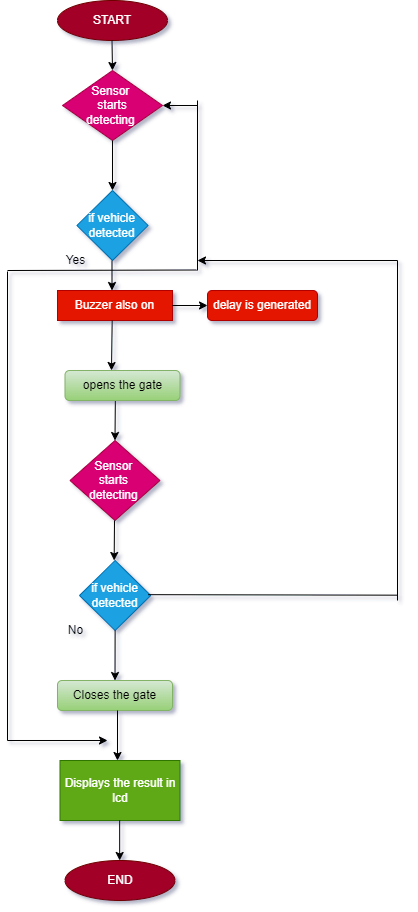 START
Sensor
starts
detecting
if vehicle
detected
Yes
Buzzer also on
delay is generated
opens the gate
Sensor
starts
detecting
if vehicle
detected
No
Closes the gate
Displays the result in
lcd
END